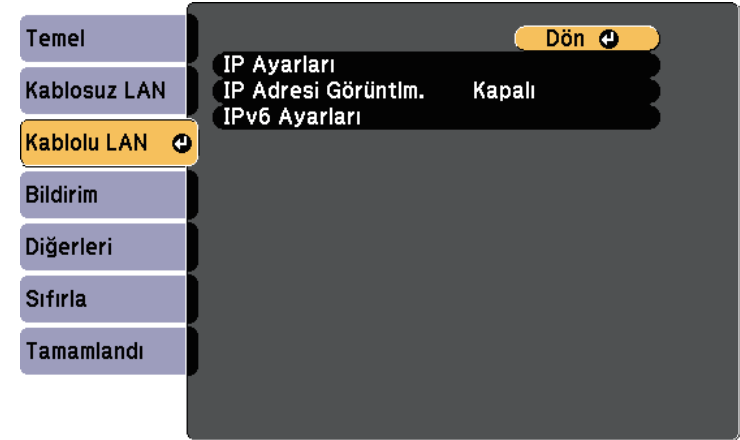 Temel
Kablosuz LAN
Kablolu LAN
Bildirim
Diğerleri
Sıfırla
Tamamlandı
Dön
IP Ayarları
IP Adresi Görüntlm. Kapalı
IPv6 Ayarları